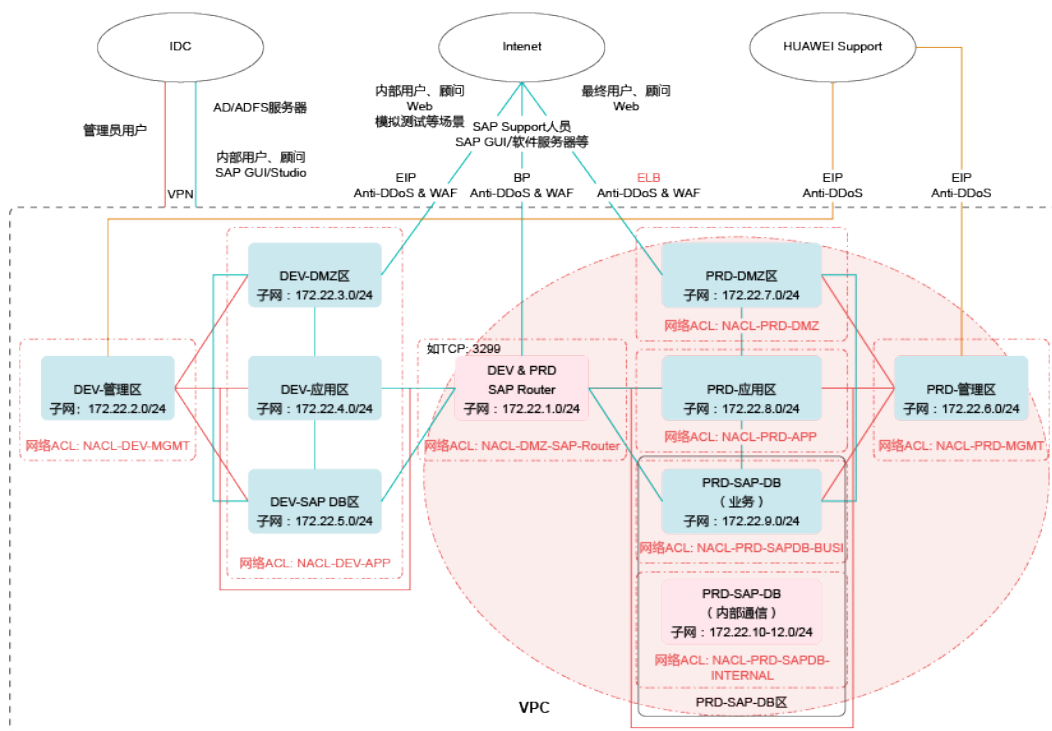 IDC
Intenet
HUAWEI Support
管理员用户
AD/ADFS服务器
内部用户、顾问
SAP GUI/Studio
VPN
内部用户、顾问
Web
模拟测试等场景
最终用户、顾问
Web
SAP Support人员
SAP GUI/软件服务器等
EIP
Anti-DDoS & WAF
BP
Anti-DDoS & WAF
ELB
Anti-DDoS & WAF
EIP
Anti-DDoS
EIP
Anti-DDoS
DEV-DMZ区
子网：172.22.3.0/24
PRD-DMZ区
子网：172.22.7.0/24
网络ACL: NACL-PRD-DMZ
如TCP: 3299
DEV-管理区
子网：172.22.2.0/24
网络ACL: NACL-DEV-MGMT
DEV-应用区
子网：172.22.4.0/24
DEV & PRD
SAP Router
子网：172.22.1.0/24
网络ACL: NACL-DMZ-SAP-Router
PRD-应用区
子网：172.22.8.0/24
网络ACL: NACL-PRD-APP
PRD-管理区
子网：172.22.6.0/24
网络ACL: NACL-PRD-MGMT
DEV-SAP DB区
子网：172.22.5.0/24
网络ACL: NACL-DEV-APP
PRD-SAP-DB
（业务）
子网：172.22.9.0/24
网络ACL: NACL-PRD-SAPDB-BUSI
PRD-SAP-DB
（内部通信）
子网：172.22.10-12.0/24
网络ACL: NACL-PRD-SAPDB-
INTERNAL
PRD-SAP-DB区
VPC